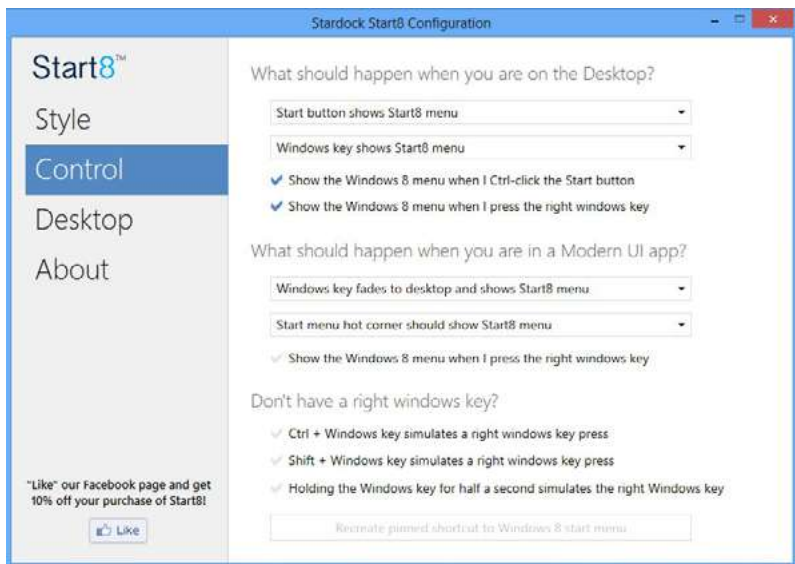 Stardock Start8 Configuration
Start8™
Style
Control
Desktop
About
"Like" our Facebook page and get
10% off your purchase of Start8!
Like
What should happen when you are on the Desktop?
Start button shows Start8 menu
Windows key shows Start8 menu
Show the Windows 8 menu when I Ctrl-click the Start button
Show the Windows 8 menu when I press the right windows key
What should happen when you are in a Modern UI app?
Windows key fades to desktop and shows Start8 menu
Start menu hot corner should show Start8 menu
Show the Windows 8 menu when I press the right windows key
Don't have a right windows key?
Ctrl + Windows key simulates a right windows key press
Shift + Windows key simulates a right windows key press
Holding the Windows key for half a second simulates the right Windows key
Recreate pinned shortcut to Windows 8 start menu